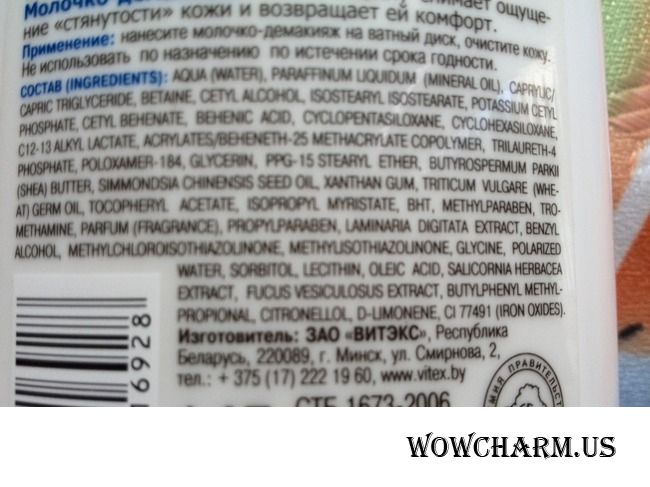 Молочко-
снимает ощуще-
ние «стянутости» кожи и возвращает ей комфорт.
Применение: нанесите молочко-демакияж на ватный диск, очистите кожу.
Не использовать по назначению по истечении срока годности.
СОСТАВ (INGREDIENTS): AQUA (WATER), PARAFFINUM LIQUIDUM (MINERAL OIL), CAPRYLIC/
CAPRIC TRIGLYCERIDE, BETAINE, CETYL ALCOHOL, ISOSTEARYL ISOSTEARATE, POTASSIUM CETYL
PHOSPHATE, CETYL BEHENATE, BEHENIC ACID, CYCLOPENTASILOXANE, CYCLOHEXASILOXANE,
C12-13 ALKYL LACTATE, ACRYLATES/BEHENETH-25 METHACRYLATE COPOLYMER, TRILAURETH-4
PHOSPHATE, POLOXAMER-184, GLYCERIN, PPG-15 STEARYL ETHER, BUTYROSPERMUM PARKII
(SHEA) BUTTER, SIMMONDSIA CHINENSIS SEED OIL, XANTHAN GUM, TRITICUM VULGARE (WHE-
AT) GERM OIL, TOCOPHERYL ACETATE, ISOPROPYL MYRISTATE, BHT, METHYLPARABEN, TRO-
METHAMINE, PARFUM (FRAGRANCE), PROPYLPARABEN, LAMINARIA DIGITATA EXTRACT, BENZYL
ALCOHOL, METHYLCHLOROISOTHIAZOLINONE, METHYLISOTHIAZOLINONE, GLYCINE, POLARIZED
WATER, SORBITOL, LECITHIN, OLEIC ACID, SALICORNIA HERBACEA
EXTRACT, FUCUS VESICULOSUS EXTRACT, BUTYLPHENYL METHYL-
PROPIONAL, CITRONELLOL, D-LIMONENE, CI 77491 (IRON OXIDES).
Изготовитель: ЗАО «ВИТЭКС», Республика
Беларусь, 220089, г. Минск, ул. Смирнова, 2,
тел.: + 375 (17) 222 19 60, www.vitex.by
СТБ 1673-2006
6928
ПРАВИТЕЛЬСТ
WOWCHARM.US